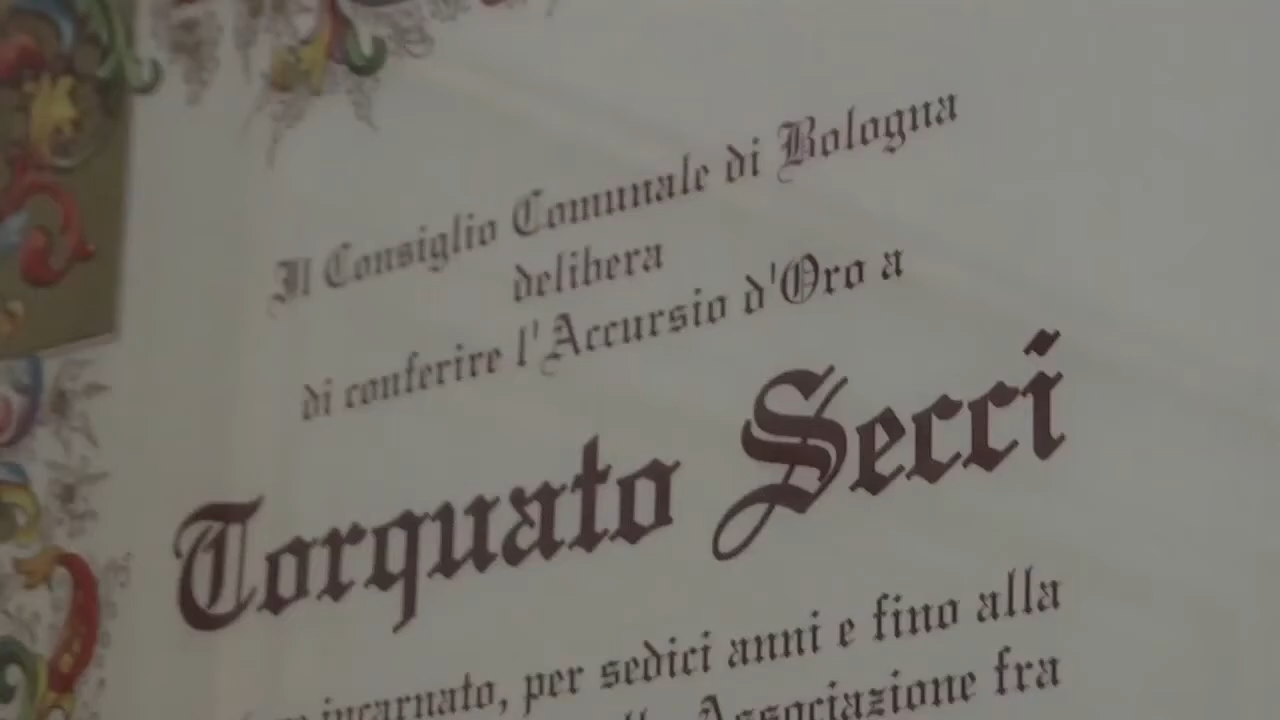 Il Consiglio Comunale di Bologna
delibera
di conferire l'Accursio d'Oro a
Torquato Secci
incarnato, per sedici anni e fino alla
Associazione fra